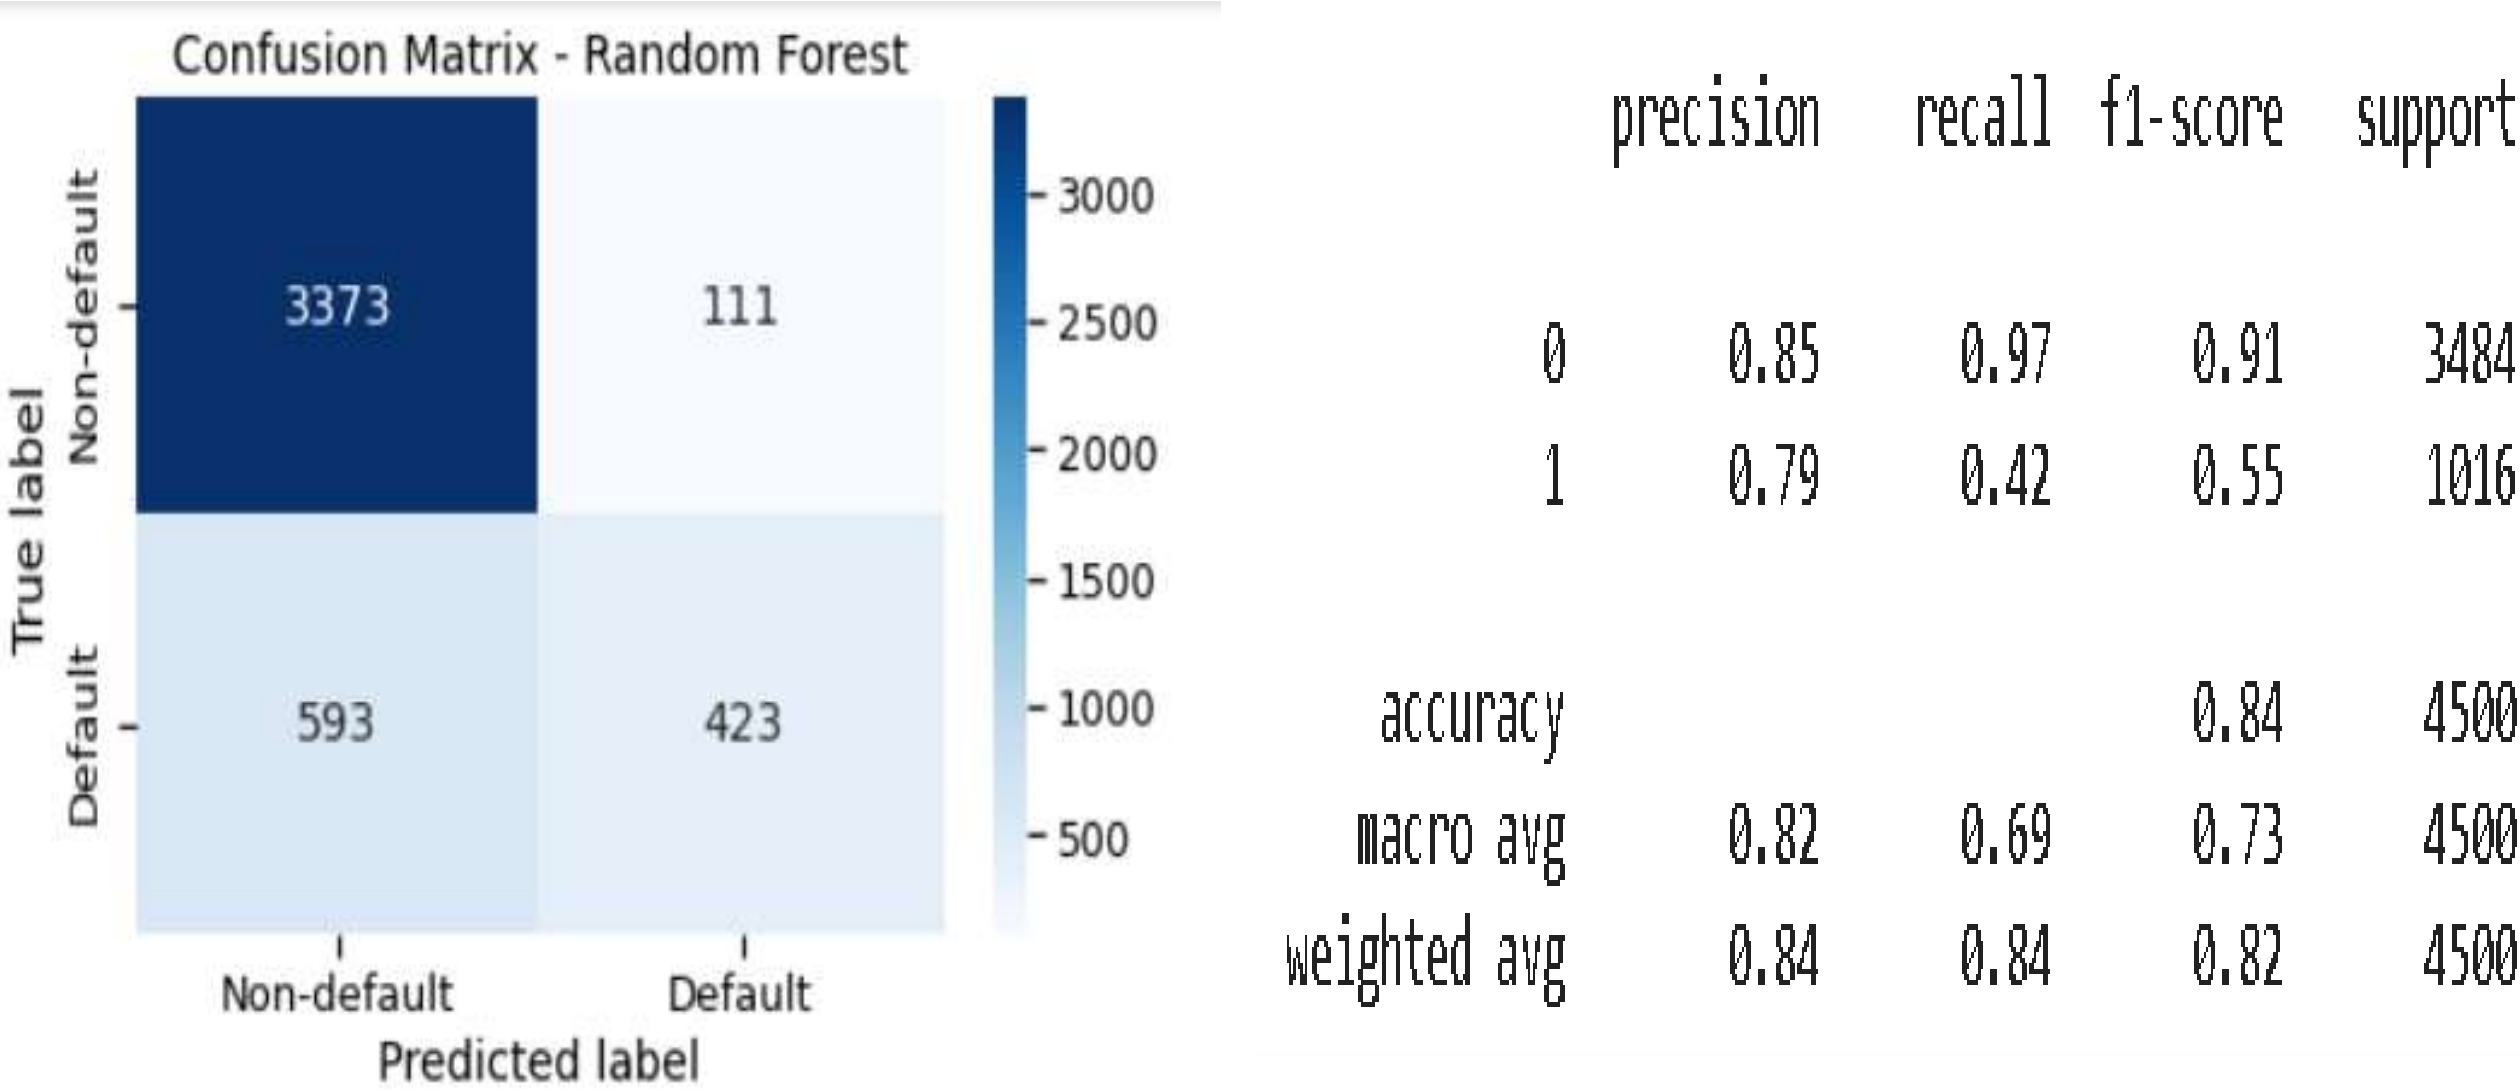 Confusion Matrix - Random Forest
True label
Non-default
Default
3373 111
593 423
Non-default Default
Predicted label
3000
2500
2000
1500
1000
500
precision recall f1-score support
0 0.85 0.97 0.91 3484
1 0.79 0.42 0.55 1016
accuracy 0.84 4500
macro avg 0.82 0.69 0.73 4500
weighted avg 0.84 0.84 0.82 4500